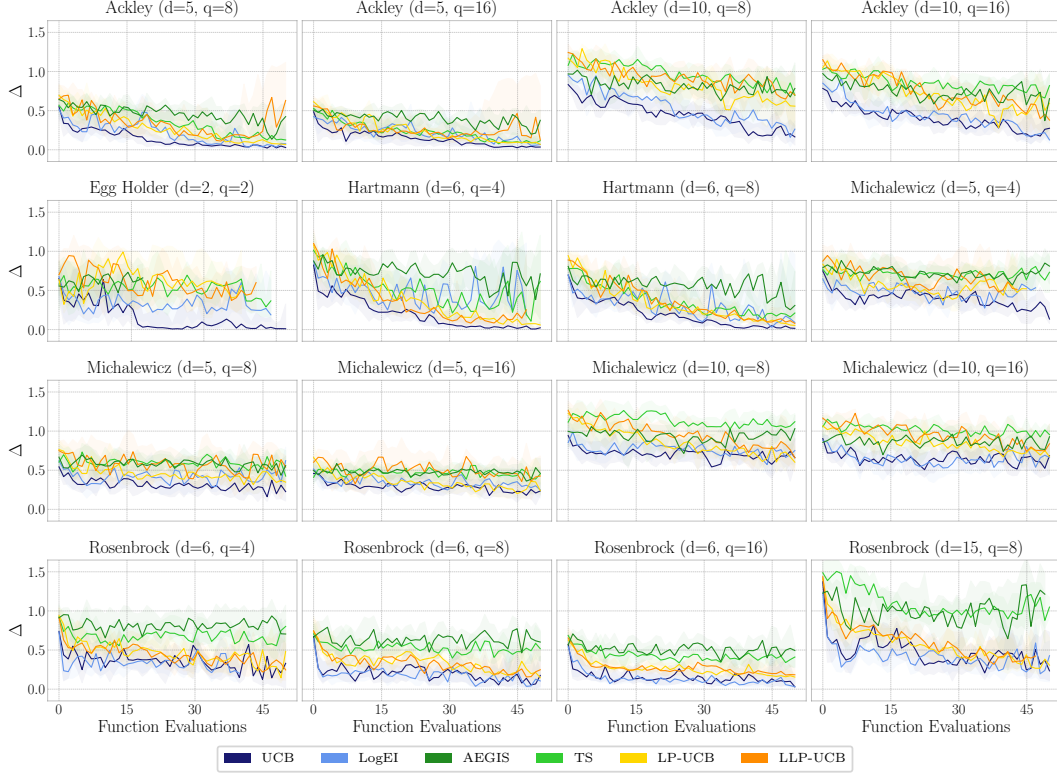 Ackley (d=5, q=8) Ackley (d=5, q=16) Ackley (d=10, q=8) Ackley (d=10, q=16)
1.5
1.0
0.5
0.0
Δ
Egg Holder (d=2, q=2) Hartmann (d=6, q=4) Hartmann (d=6, q=8) Michalewicz (d=5, q=4)
1.5
1.0
0.5
0.0
Δ
Michalewicz (d=5, q=8) Michalewicz (d=5, q=16) Michalewicz (d=10, q=8) Michalewicz (d=10, q=16)
1.5
1.0
0.5
0.0
Δ
Rosenbrock (d=6, q=4) Rosenbrock (d=6, q=8) Rosenbrock (d=6, q=16) Rosenbrock (d=15, q=8)
1.5
1.0
0.5
0.0
Δ
0 15 30 45 0 15 30 45 0 15 30 45 0 15 30 45
Function Evaluations Function Evaluations Function Evaluations Function Evaluations
UCB LogEI AEGIS TS LP-UCB LLP-UCB